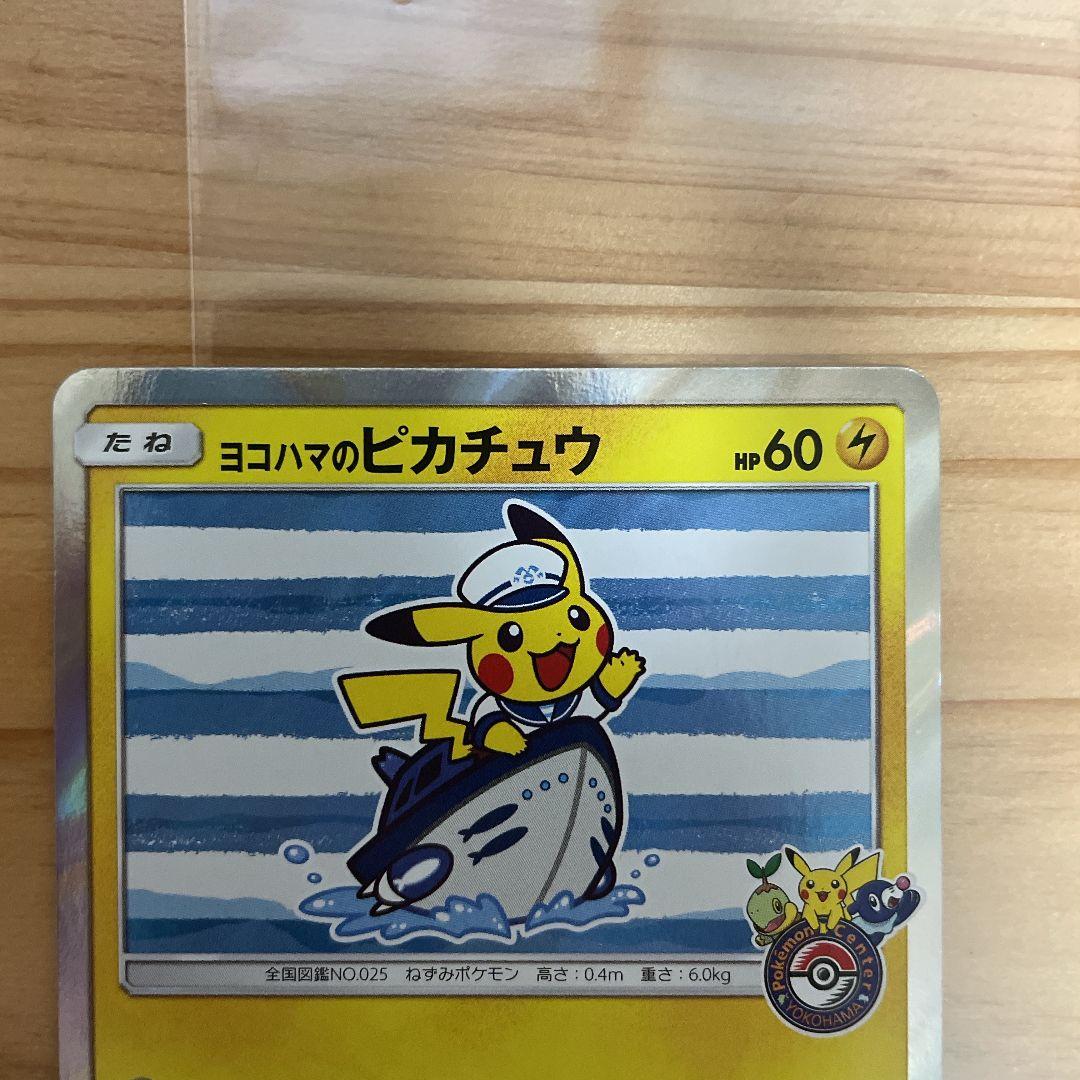 たね
ヨコハマのピカチュウ
HP60
全国図鑑NO.025 ねずみポケモン 高さ:0.4m 重さ:6.0kg
Pokémon Center
YOKOHAMA